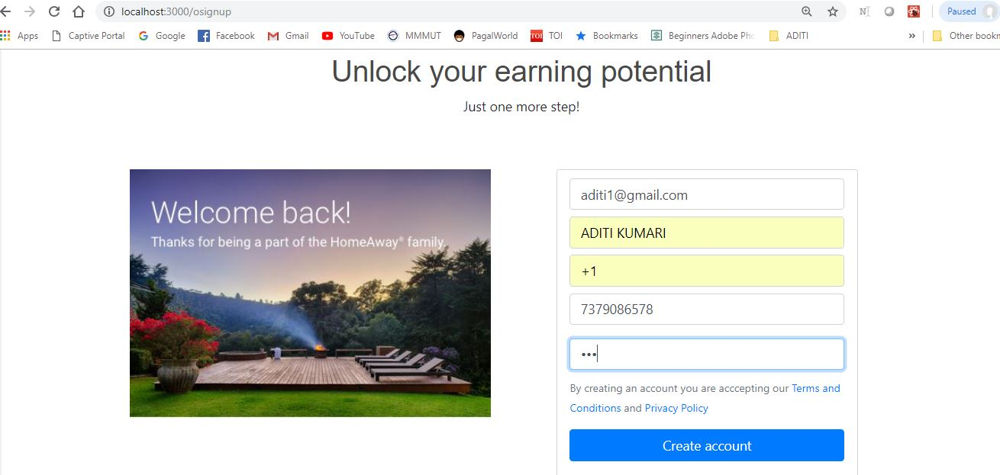 localhost:3000/osignup
Paused
Apps Captive Portal Google Facebook Gmail YouTube MMMUT PagalWorld TOI TOI Bookmarks Beginners Adobe Pho ADITI » Other bookm
Unlock your earning potential
Just one more step!
Welcome back!
Thanks for being a part of the HomeAway® family.
aditi1@gmail.com
ADITI KUMARI
+1
7379086578
•••
By creating an account you are acccepting our Terms and
Conditions and Privacy Policy
Create account